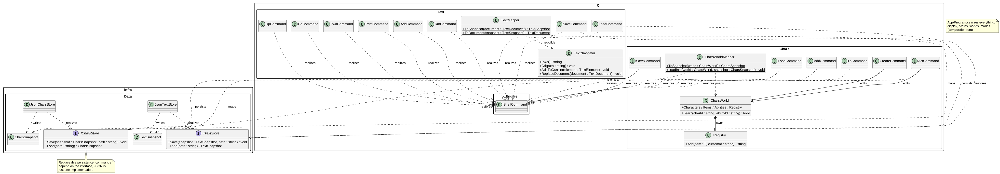 Cli
Text
C UpCommand
C CdCommand
C PwdCommand
C PrintCommand
C AddCommand
C RmCommand
C TextMapper
+ToSnapshot(document : TextDocument) : TextSnapshot
+ToDocument(snapshot : TextSnapshot) : TextDocument
C SaveCommand
C LoadCommand
App/Program.cs wires everything:
display, stores, worlds, modes
(composition root)
rebuilds
C TextNavigator
+Pwd() : string
+Cd(path : string) : void
+AddToCurrent(element : TextElement) : void
+ReplaceDocument(document : TextDocument) : void
realizes
realizes
realizes
realizes
realizes
realizes
realizes
realizes
Chars
C SaveCommand
C CharsWorldMapper
+ToSnapshot(world : CharsWorld) : CharsSnapshot
+LoadInto(world : CharsWorld, snapshot : CharsSnapshot) : void
C LoadCommand
C AddCommand
C LsCommand
C CreateCommand
C ActCommand
realizes
realizes
realizes
realizes
realizes
realizes
maps
edits
edits
maps
persists
restores
Infra
Data
C JsonCharsStore
C JsonTextStore
persists
maps
restores
Engine
C IShellCommand
C CharsWorld
+Characters / Items / Abilities : Registry
+Learn(charId : string, abilityId : string) : bool
1
owns
3
writes
realizes
writes
realizes
C CharsSnapshot
I ICharsStore
+Save(snapshot : CharsSnapshot, path : string) : void
+Load(path : string) : CharsSnapshot
C TextSnapshot
I ITextStore
+Save(snapshot : TextSnapshot, path : string) : void
+Load(path : string) : TextSnapshot
C Registry
+Add(item : T, customId : string) : string
Replaceable persistence: commands
depend on the interface, JSON is
just one implementation.